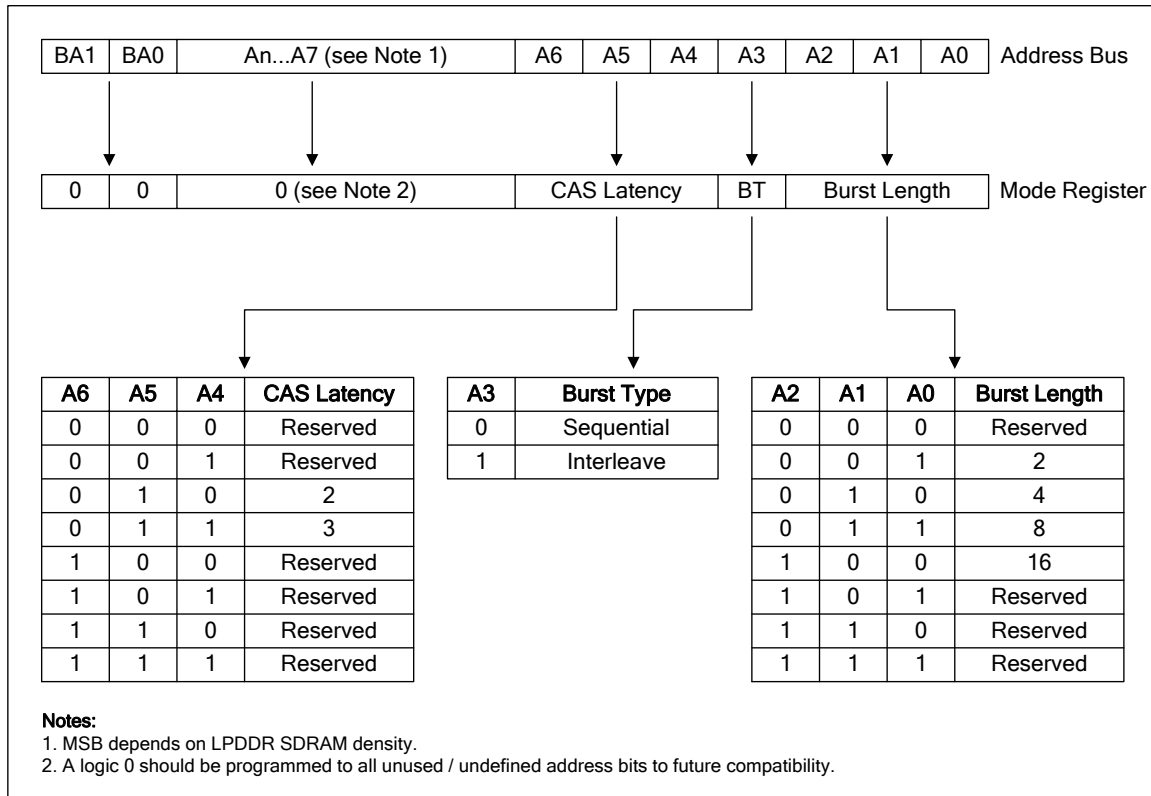 BA1 BA0 An...A7 (see Note 1) A6 A5 A4 A3 A2 A1 A0 Address Bus
0 0 0 (see Note 2) CAS Latency BT Burst Length Mode Register
A6 A5 A4 CAS Latency
0 0 0 Reserved
0 0 1 Reserved
0 1 0 2
0 1 1 3
1 0 0 Reserved
1 0 1 Reserved
1 1 0 Reserved
1 1 1 Reserved
A3 Burst Type
0 Sequential
1 Interleave
A2 A1 A0 Burst Length
0 0 0 Reserved
0 0 1 2
0 1 0 4
0 1 1 8
1 0 0 16
1 0 1 Reserved
1 1 0 Reserved
1 1 1 Reserved
Notes:
1. MSB depends on LPDDR SDRAM density.
2. A logic 0 should be programmed to all unused / undefined address bits to future compatibility.